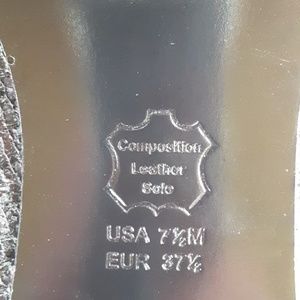 Composition
Leather
Sole
USA 7½M
EUR 37½